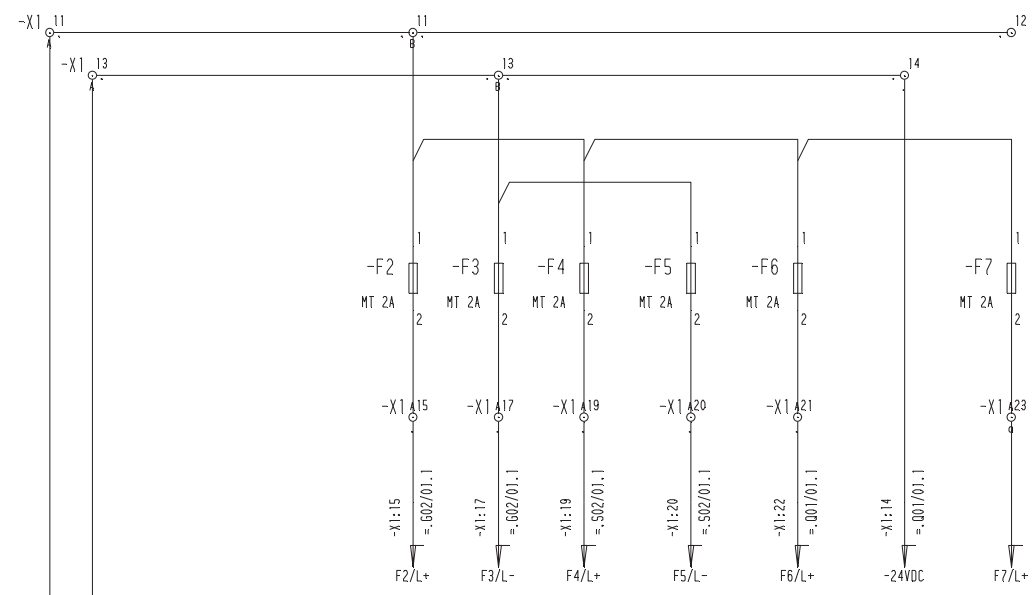 -X1 11 11 12
A B
-X1 13 13 14
A B
1 1 1 1 1 1
-F2 -F3 -F4 -F5 -F6 -F7
MT 2A MT 2A MT 2A MT 2A MT 2A MT 2A
2 2 2 2 2 2
-X1 A 15 -X1 A 17 -X1 A 19 -X1 A 20 -X1 A 21 -X1 A 23
-X1:15 =.G02/01.1
-X1:17 =.G02/01.1
-X1:19 =.S02/01.1
-X1:20 =.S02/01.1
-X1:22 =.Q01/01.1
-X1:14 =.Q01/01.1
F2/L+ F3/L- F4/L+ F5/L- F6/L+ -24VDC F7/L+